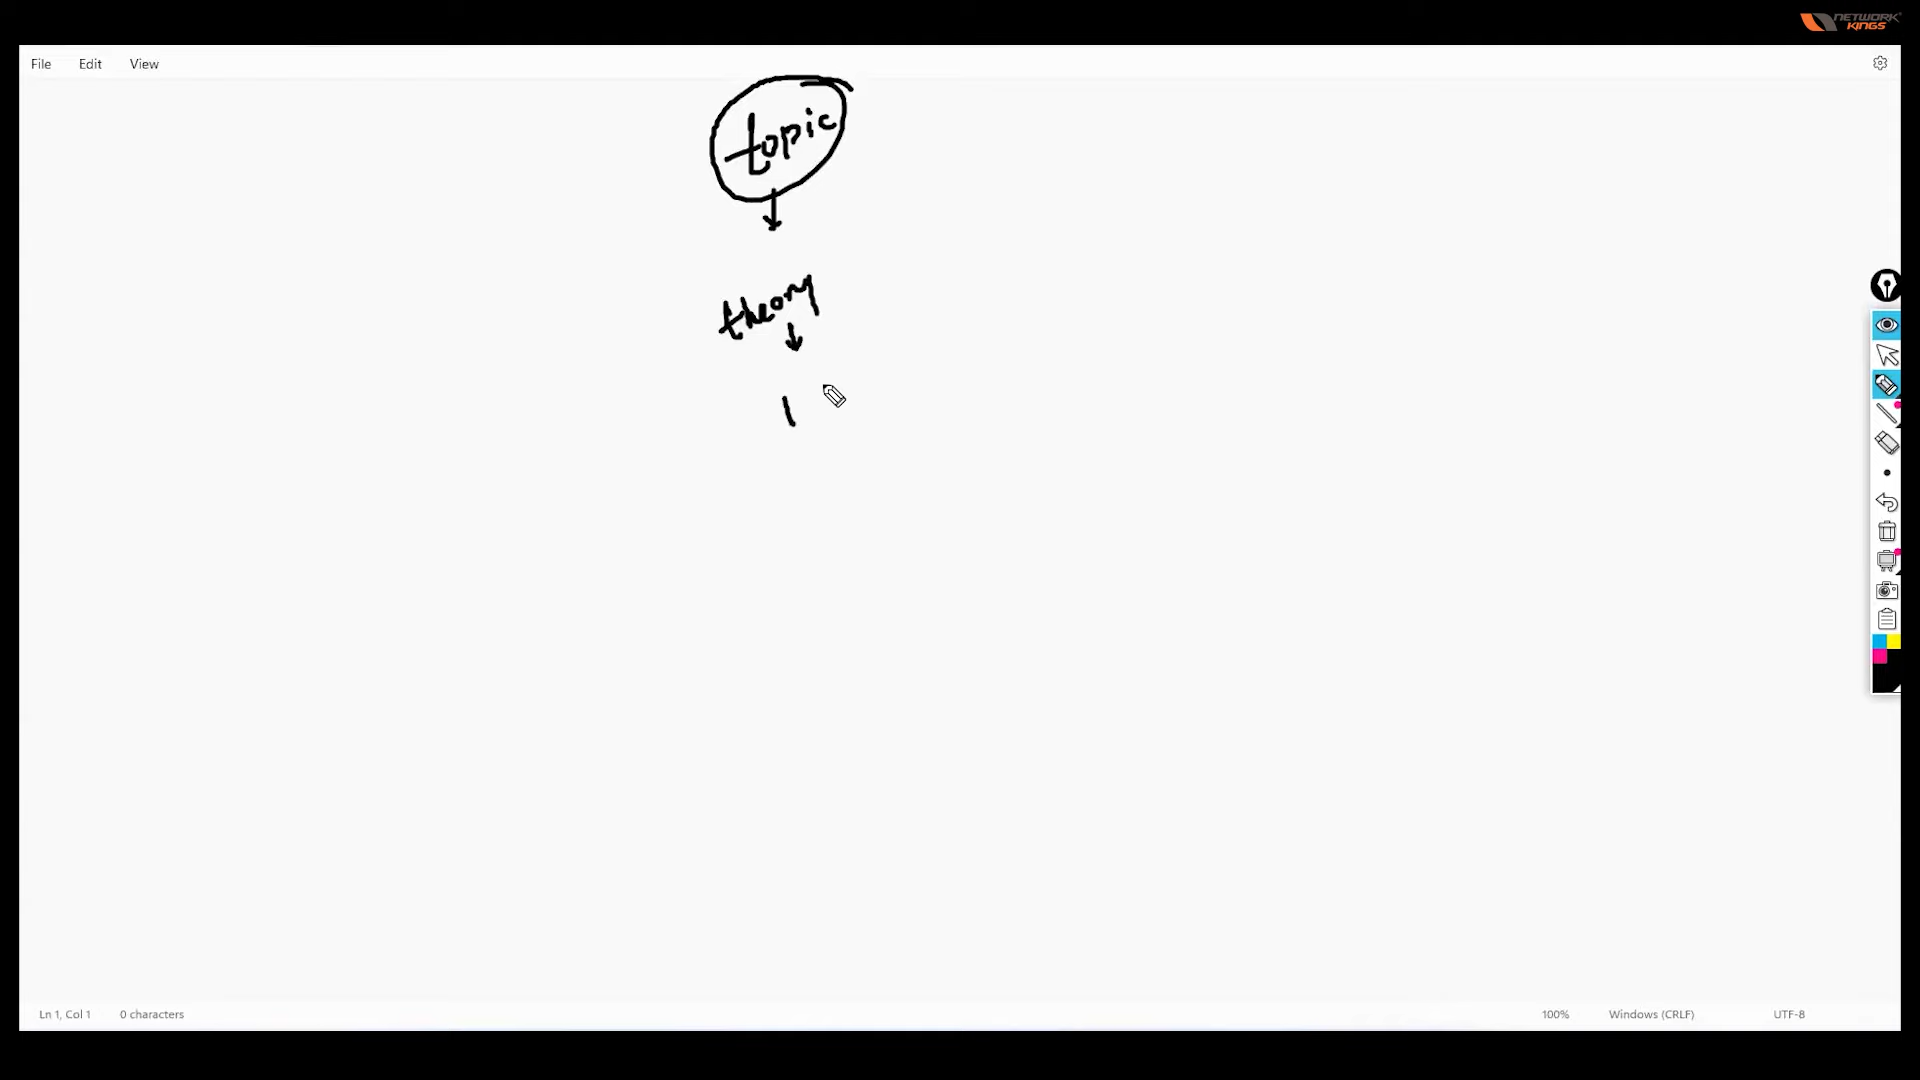 NETWORK
KINGS
File Edit View
topic
theory
Ln 1, Col 1 0 characters 100% Windows (CRLF) UTF-8